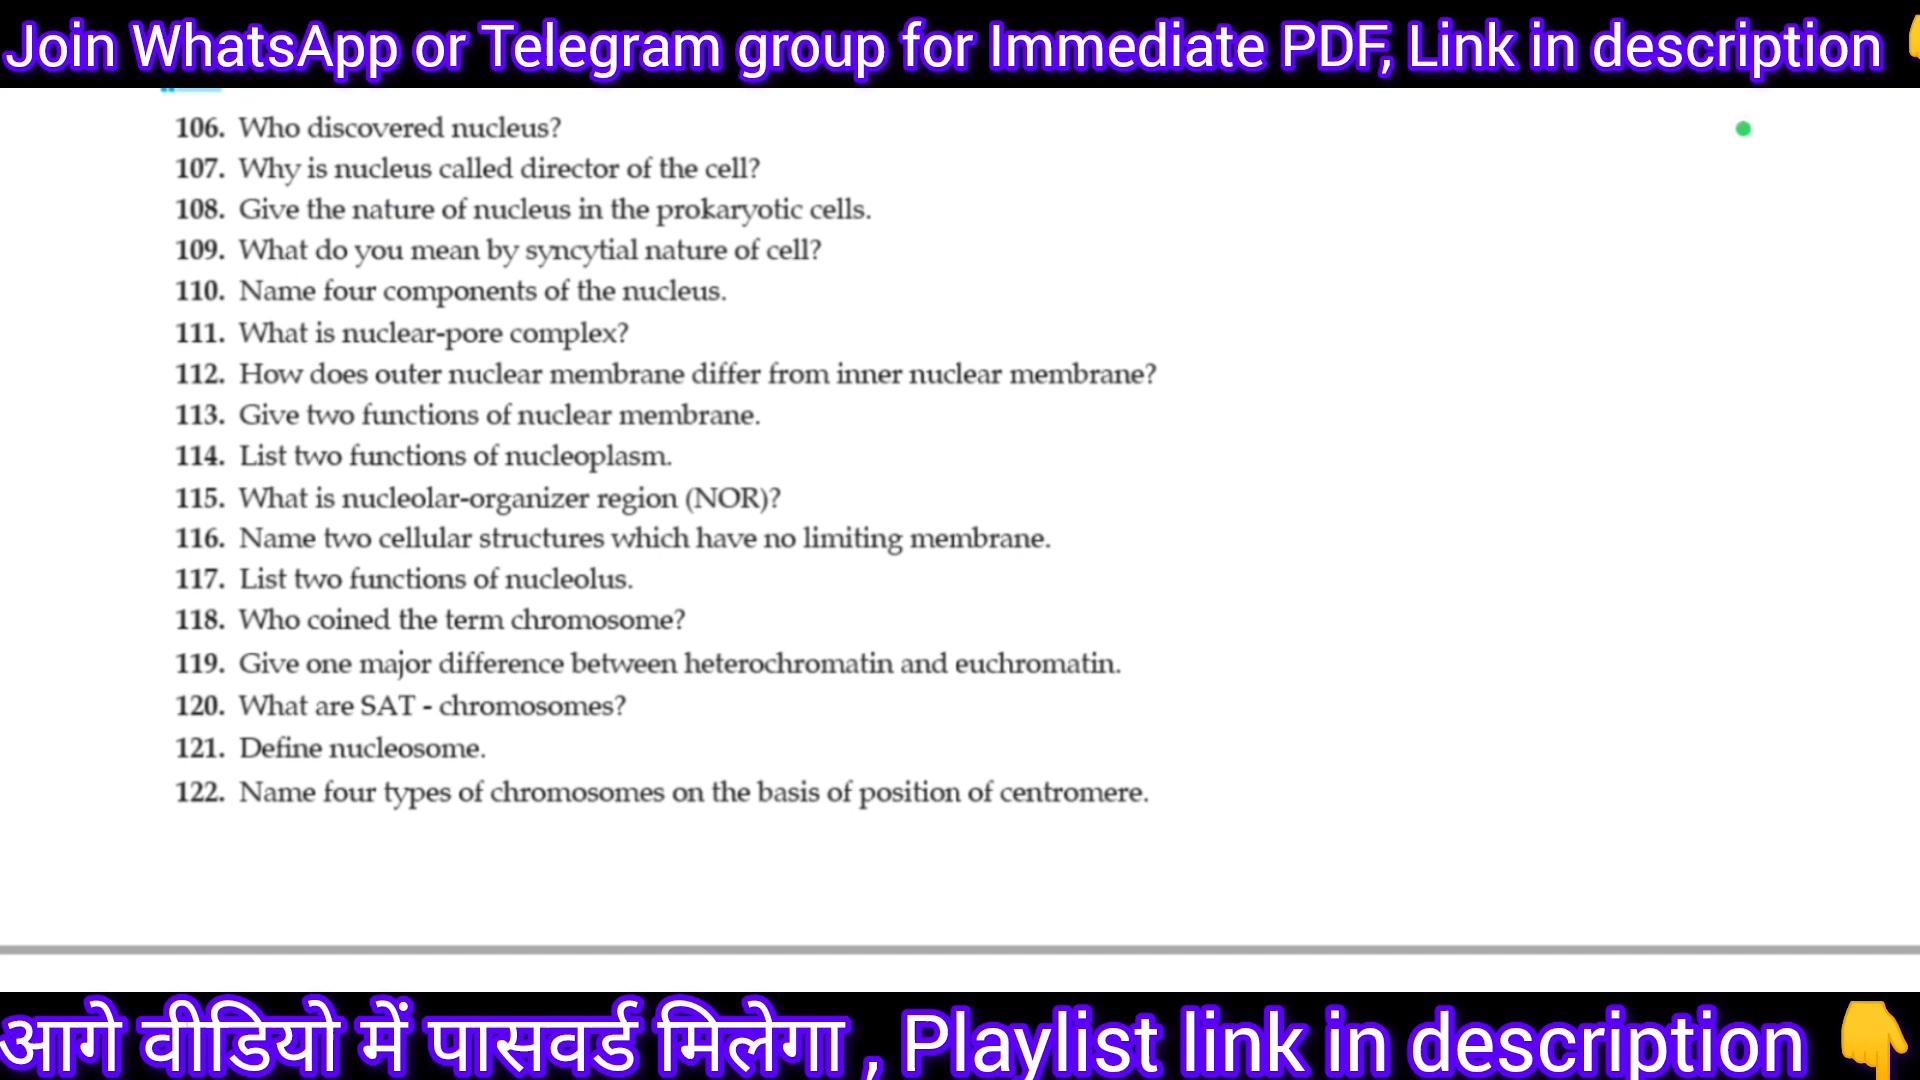 Join WhatsApp or Telegram group for Immediate PDF, Link in description 👇
106. Who discovered nucleus?
107. Why is nucleus called director of the cell?
108. Give the nature of nucleus in the prokaryotic cells.
109. What do you mean by syncytial nature of cell?
110. Name four components of the nucleus.
111. What is nuclear-pore complex?
112. How does outer nuclear membrane differ from inner nuclear membrane?
113. Give two functions of nuclear membrane.
114. List two functions of nucleoplasm.
115. What is nucleolar-organizer region (NOR)?
116. Name two cellular structures which have no limiting membrane.
117. List two functions of nucleolus.
118. Who coined the term chromosome?
119. Give one major difference between heterochromatin and euchromatin.
120. What are SAT - chromosomes?
121. Define nucleosome.
122. Name four types of chromosomes on the basis of position of centromere.
आगे वीडियो में पासवर्ड मिलेगा , Playlist link in description 👇